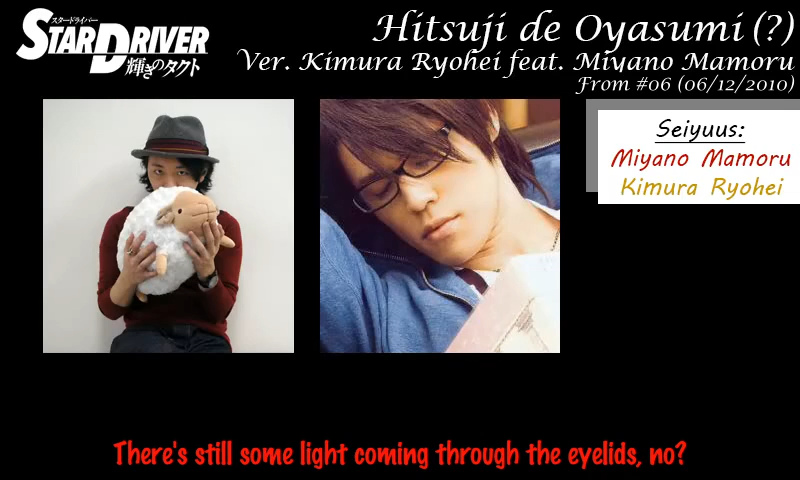 スタードライバー
STAR DRIVER
輝きのタクト
Hitsuji de Oyasumi (?)
Ver. Kimura Ryohei feat. Miyano Mamoru
From #06 (06/12/2010)
Seiyuus:
Miyano Mamoru
Kimura Ryohei
There's still some light coming through the eyelids, no?